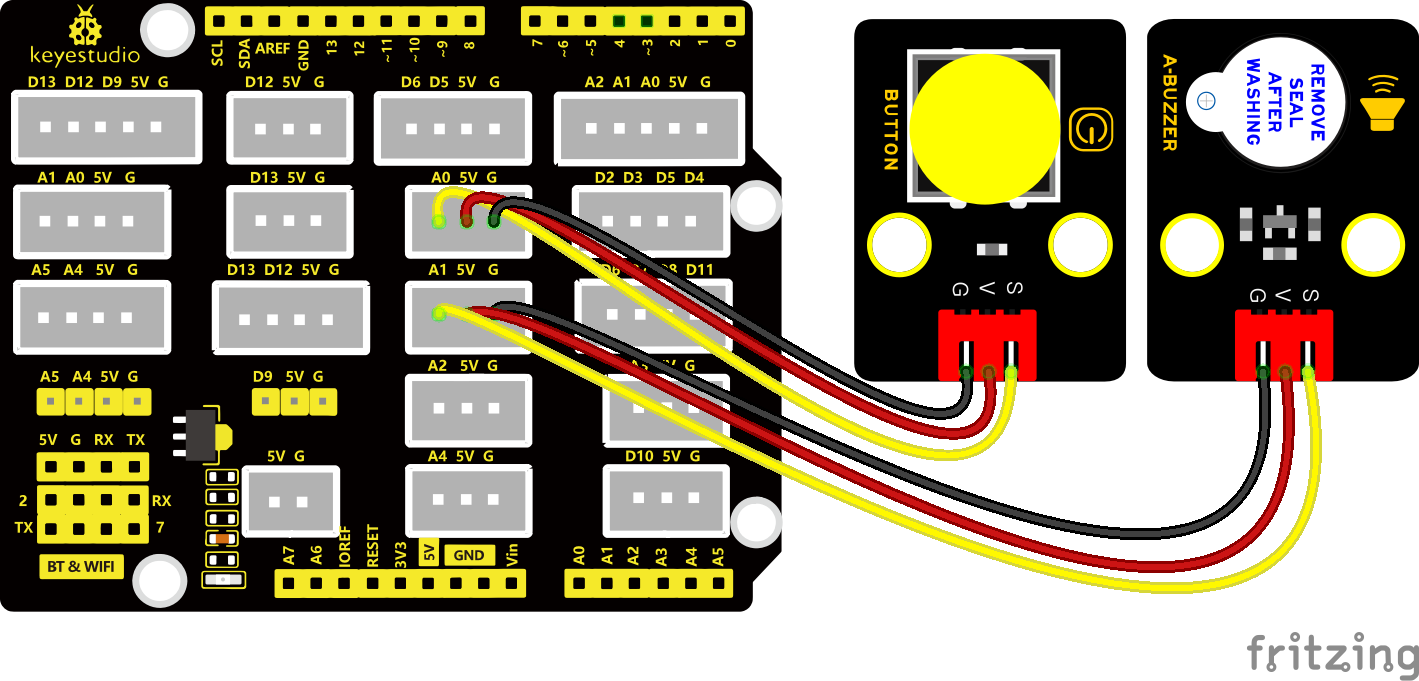 SCL SDA AREF GND 13 12 ~11 ~10 ~9 8 7 ~6 ~5 4 ~3 2 1 0
keyestudio
D13 D12 D9 5V G
D12 5V G
D6 D5 5V G
A2 A1 A0 5V G
A1 A0 5V G
D13 5V G
A0 5V G
D2 D3 D5 D4
A5 A4 5V G
D13 D12 5V G
A1 5V G
D8 D11
A5 A4 5V G
D9 5V G
A2 5V G
G
5V G RX TX
5V G
A4 5V G
D10 5V G
2 RX
TX 7
BT & WIFI
A7 A6 IOREF RESET 3V3 5V GND Vin
A0 A1 A2 A3 A4 A5
BUTTON
G V S
A-BUZZER
REMOVE
SEAL
AFTER
WASHING
G V S
fritzing